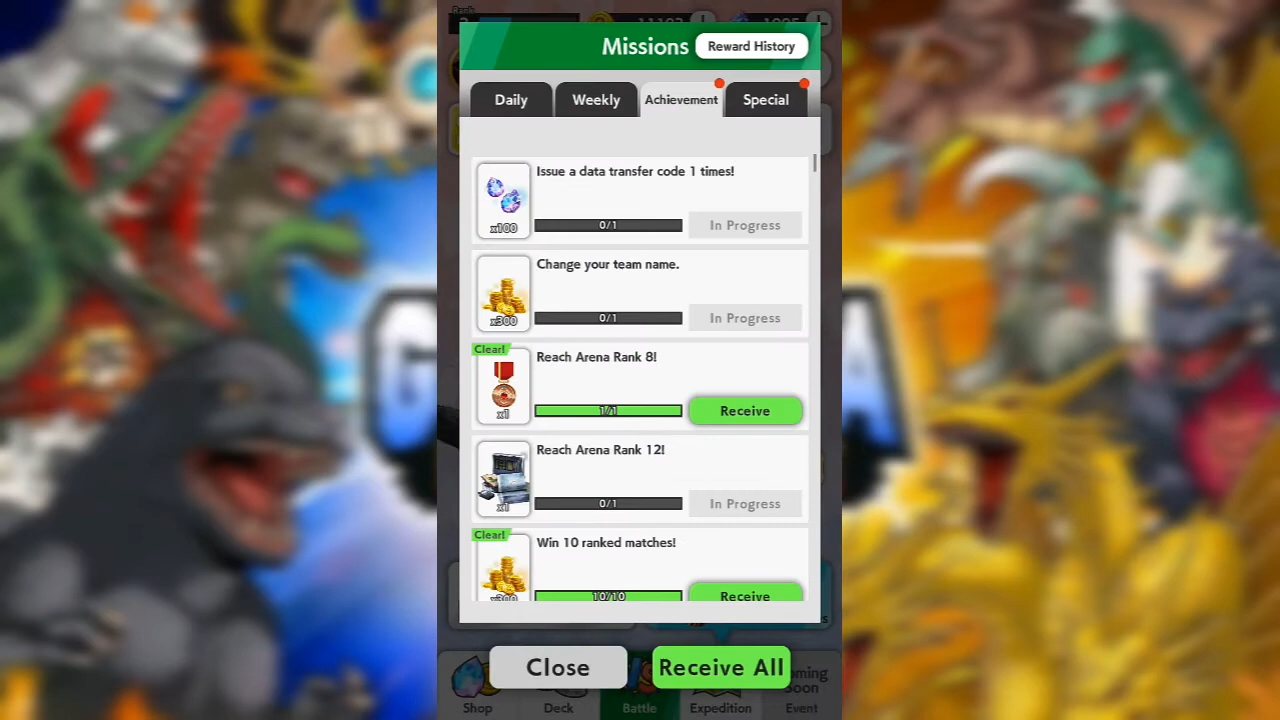 Rank
Missions
Reward History
Daily
Weekly
Achievement
Special
Issue a data transfer code 1 times!
x100
0/1
In Progress
Change your team name.
x300
0/1
In Progress
Clear!
Reach Arena Rank 8!
x1
1/1
Receive
Reach Arena Rank 12!
x1
0/1
In Progress
Clear!
Win 10 ranked matches!
x300
10/10
Receive
Close
Receive All
Soon
Shop
Deck
Battle
Expedition
Event